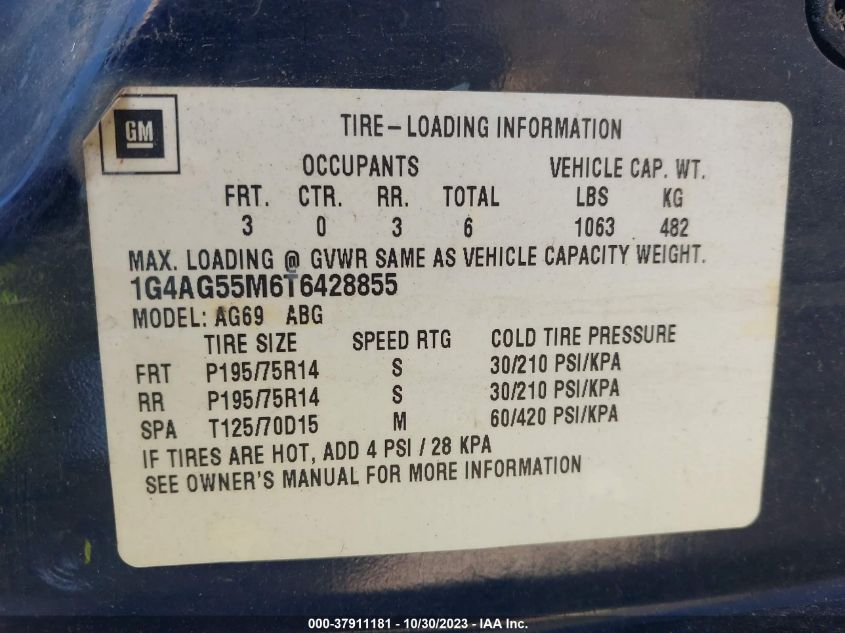 GM
TIRE-LOADING INFORMATION
OCCUPANTS VEHICLE CAP. WT.
FRT. CTR. RR. TOTAL LBS KG
3 0 3 6 1063 482
MAX. LOADING @ GVWR SAME AS VEHICLE CAPACITY WEIGHT.
1G4AG55M6T6428855
MODEL: AG69 ABG
TIRE SIZE SPEED RTG COLD TIRE PRESSURE
FRT P195/75R14 S 30/210 PSI/KPA
RR P195/75R14 S 30/210 PSI/KPA
SPA T125/70D15 M 60/420 PSI/KPA
IF TIRES ARE HOT, ADD 4 PSI / 28 KPA
SEE OWNER'S MANUAL FOR MORE INFORMATION
000-37911181 - 10/30/2023 - Copyright © 2023 - IAA, Inc.